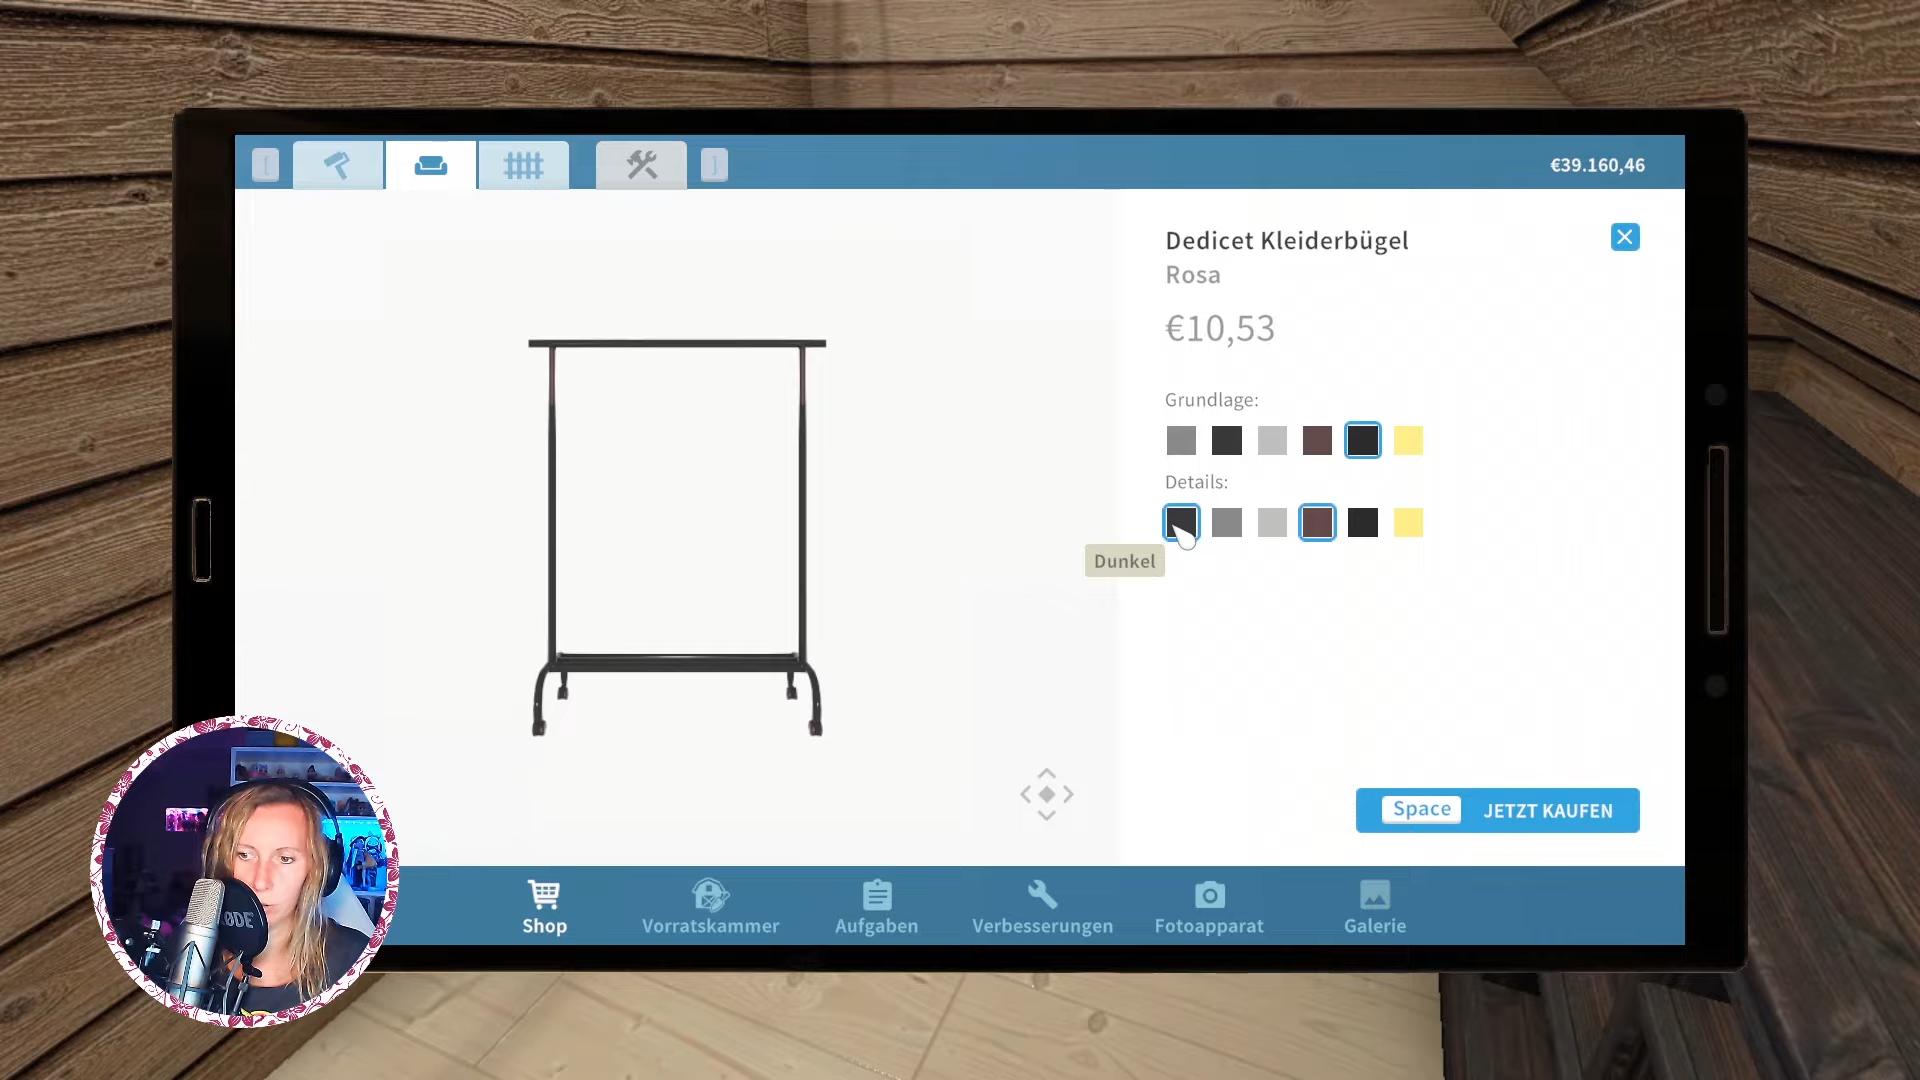 [
]
€39.160,46
Dedicet Kleiderbügel
Rosa
€10,53
Grundlage:
Details:
Dunkel
Space JETZT KAUFEN
RØDE
Shop
Vorratskammer
Aufgaben
Verbesserungen
Fotoapparat
Galerie